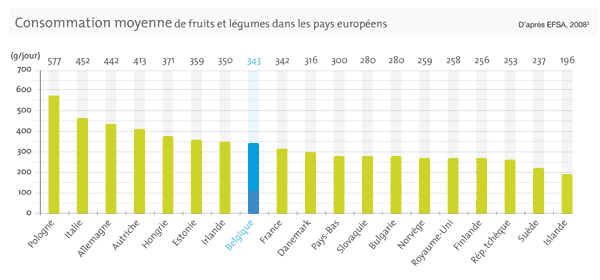 Consommation moyenne de fruits et légumes dans les pays européens
D'après EFSA, 2008²
(g/jour)
577 452 442 413 371 359 350 343 342 316 300 280 280 259 258 256 253 237 196
700
600
500
400
300
200
100
0
Pologne Italie Allemagne Autriche Hongrie Estonie Irlande Belgique France Danemark Pays-Bas Slovaquie Bulgarie Norvège Royaume-Uni Finlande Rép. tchèque Suède Islande